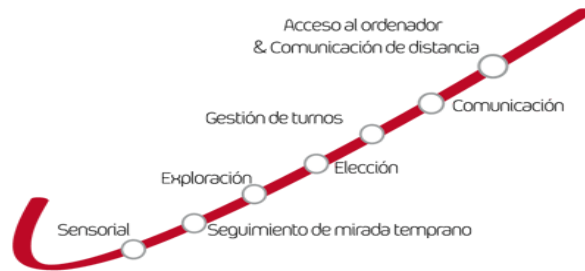 Acceso al ordenador
& Comunicación de distancia
Comunicación
Gestión de turnos
Elección
Exploración
Sensorial
Seguimiento de mirada temprano